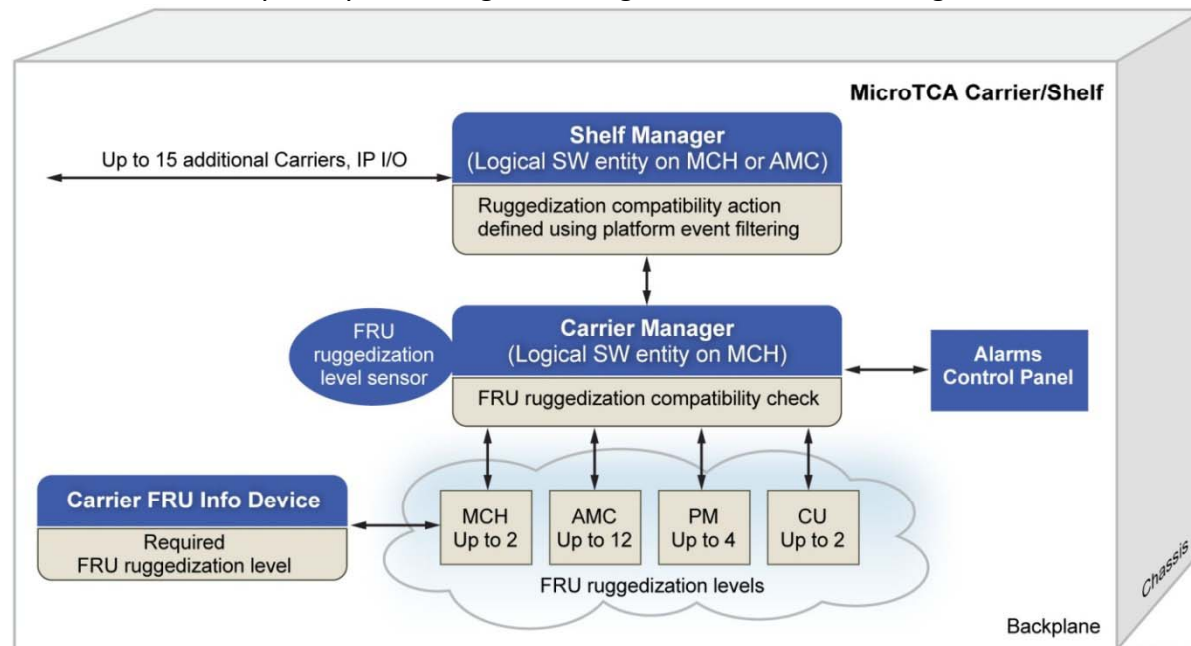 MicroTCA Carrier/Shelf
Shelf Manager
(Logical SW entity on MCH or AMC)
Up to 15 additional Carriers, IP I/O
Ruggedization compatibility action
defined using platform event filtering
FRU
ruggedization
level sensor
Carrier Manager
(Logical SW entity on MCH)
FRU ruggedization compatibility check
Alarms
Control Panel
Carrier FRU Info Device
Required
FRU ruggedization level
MCH
Up to 2
AMC
Up to 12
PM
Up to 4
CU
Up to 2
FRU ruggedization levels
Chassis
Backplane